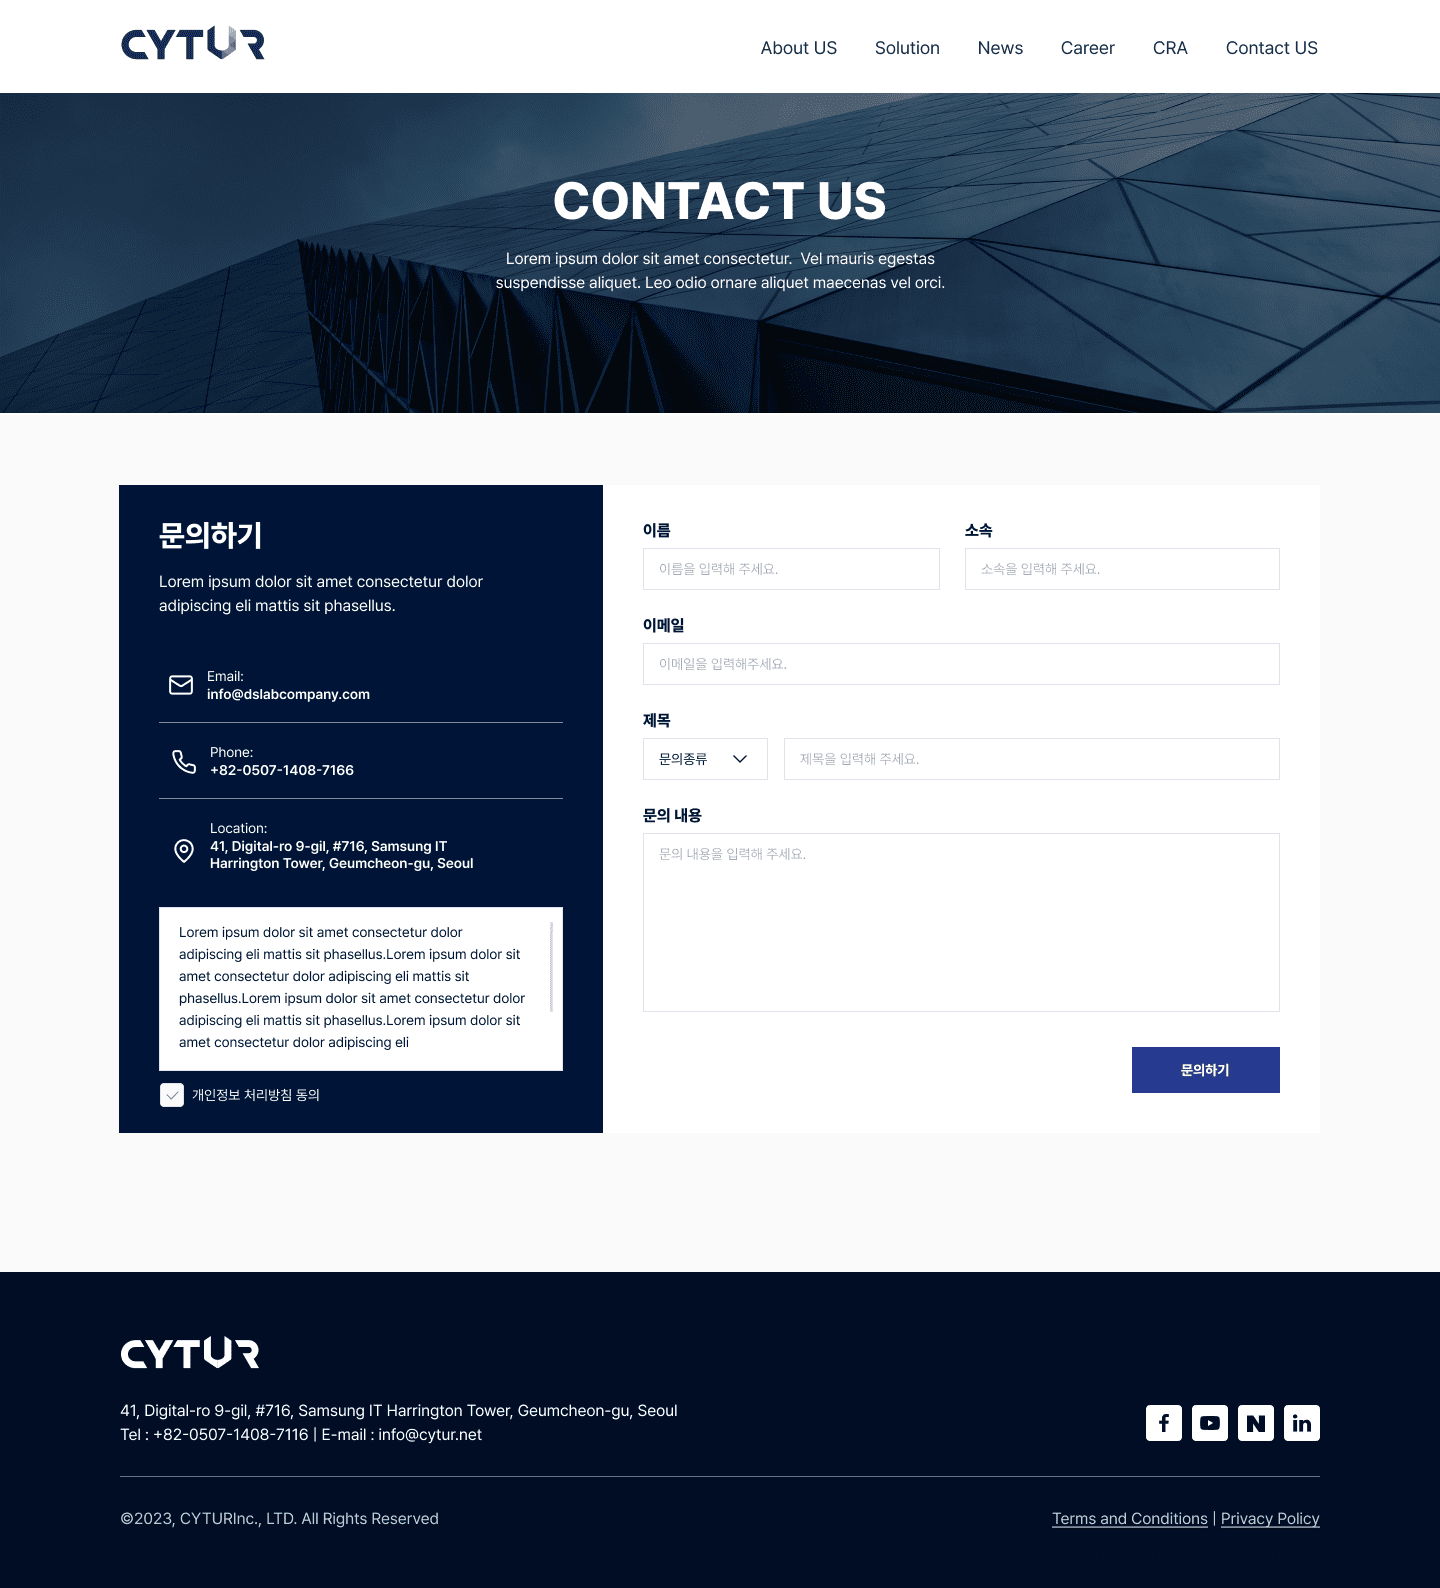 CYTUR
About US Solution News Career CRA Contact US
CONTACT US
Lorem ipsum dolor sit amet consectetur. Vel mauris egestas
suspendisse aliquet. Leo odio ornare aliquet maecenas vel orci.
문의하기
Lorem ipsum dolor sit amet consectetur dolor
adipiscing eli mattis sit phasellus.
Email:
info@dslabcompany.com
Phone:
+82-0507-1408-7166
Location:
41, Digital-ro 9-gil, #716, Samsung IT
Harrington Tower, Geumcheon-gu, Seoul
Lorem ipsum dolor sit amet consectetur dolor
adipiscing eli mattis sit phasellus.Lorem ipsum dolor sit
amet consectetur dolor adipiscing eli mattis sit
phasellus.Lorem ipsum dolor sit amet consectetur dolor
adipiscing eli mattis sit phasellus.Lorem ipsum dolor sit
amet consectetur dolor adipiscing eli
개인정보 처리방침 동의
이름
이름을 입력해 주세요.
소속
소속을 입력해 주세요.
이메일
이메일을 입력해주세요.
제목
문의종류
제목을 입력해 주세요.
문의 내용
문의 내용을 입력해 주세요.
문의하기
CYTUR
41, Digital-ro 9-gil, #716, Samsung IT Harrington Tower, Geumcheon-gu, Seoul
Tel : +82-0507-1408-7116 | E-mail : info@cytur.net
f N in
©2023, CYTURInc., LTD. All Rights Reserved
Terms and Conditions | Privacy Policy